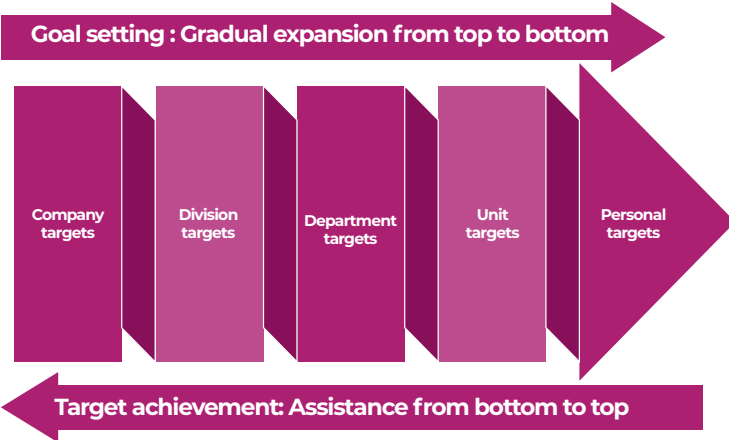 Goal setting : Gradual expansion from top to bottom
Company
targets
Division
targets
Department
targets
Unit
targets
Personal
targets
Target achievement: Assistance from bottom to top